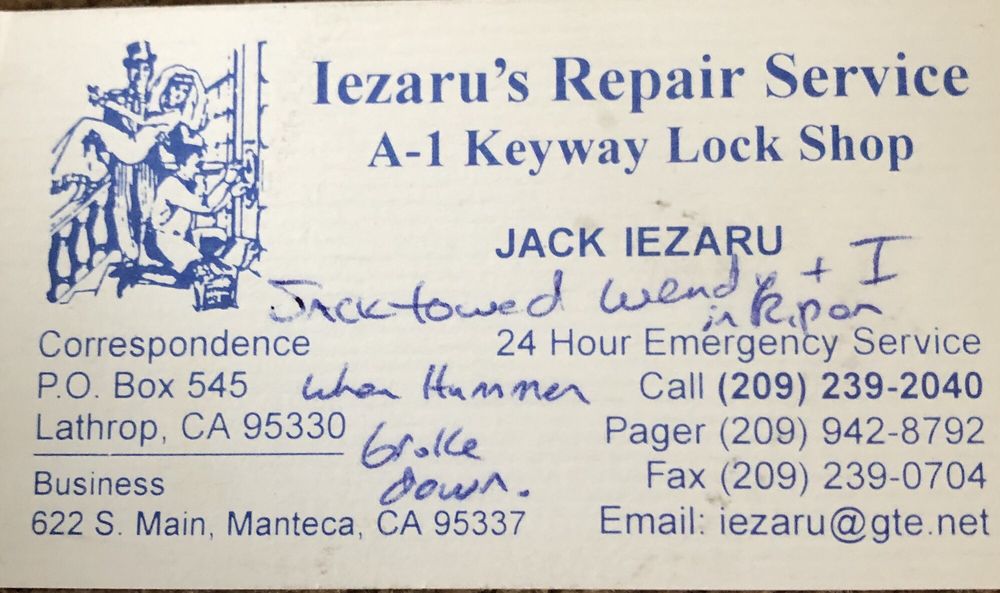 Iezaru's Repair Service
A-1 Keyway Lock Shop
JACK IEZARU
Jack towed Wendy + I
in Ripon
when Hummer
broke
down.
Correspondence
P.O. Box 545
Lathrop, CA 95330
Business
622 S. Main, Manteca, CA 95337
24 Hour Emergency Service
Call (209) 239-2040
Pager (209) 942-8792
Fax (209) 239-0704
Email: iezaru@gte.net